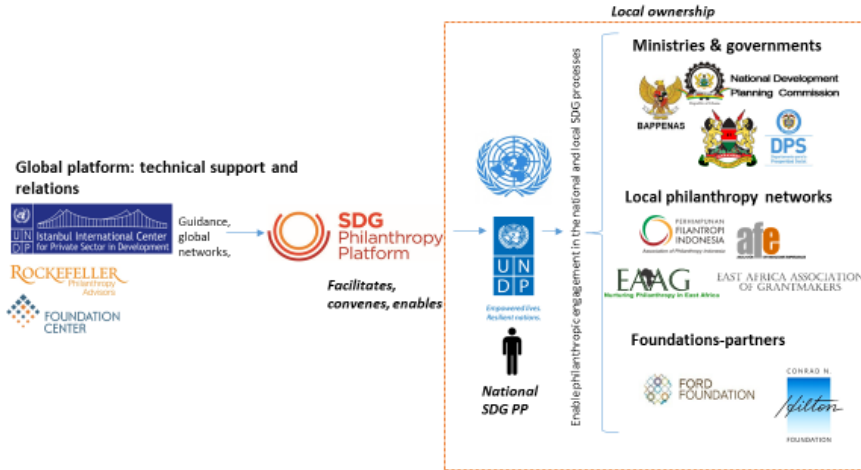 Local ownership
Global platform: technical support and
relations
UN
DP
Istanbul International Center
for Private Sector in Development
ROCKEFELLER
Philanthropy
Advisors
FOUNDATION
CENTER
Guidance,
global
networks,
SDG
Philanthropy
Platform
Facilitates,
convenes, enables
UN
DP
Empowered lives.
Resilient nations.
National
SDG PP
Enable philanthropic engagement in the national and local SDG processes
Ministries & governments
BAPPENAS
National Development
Planning Commission
DPS
Local philanthropy networks
PERHIMPUNAN
FILANTROPI
INDONESIA
Association of Philanthropy Indonesia
afe
EAAG
Nurturing Philanthropy in East Africa
EAST AFRICA ASSOCIATION
OF GRANTMAKERS
Foundations-partners
FORD
FOUNDATION
CONRAD N.
Hilton
FOUNDATION